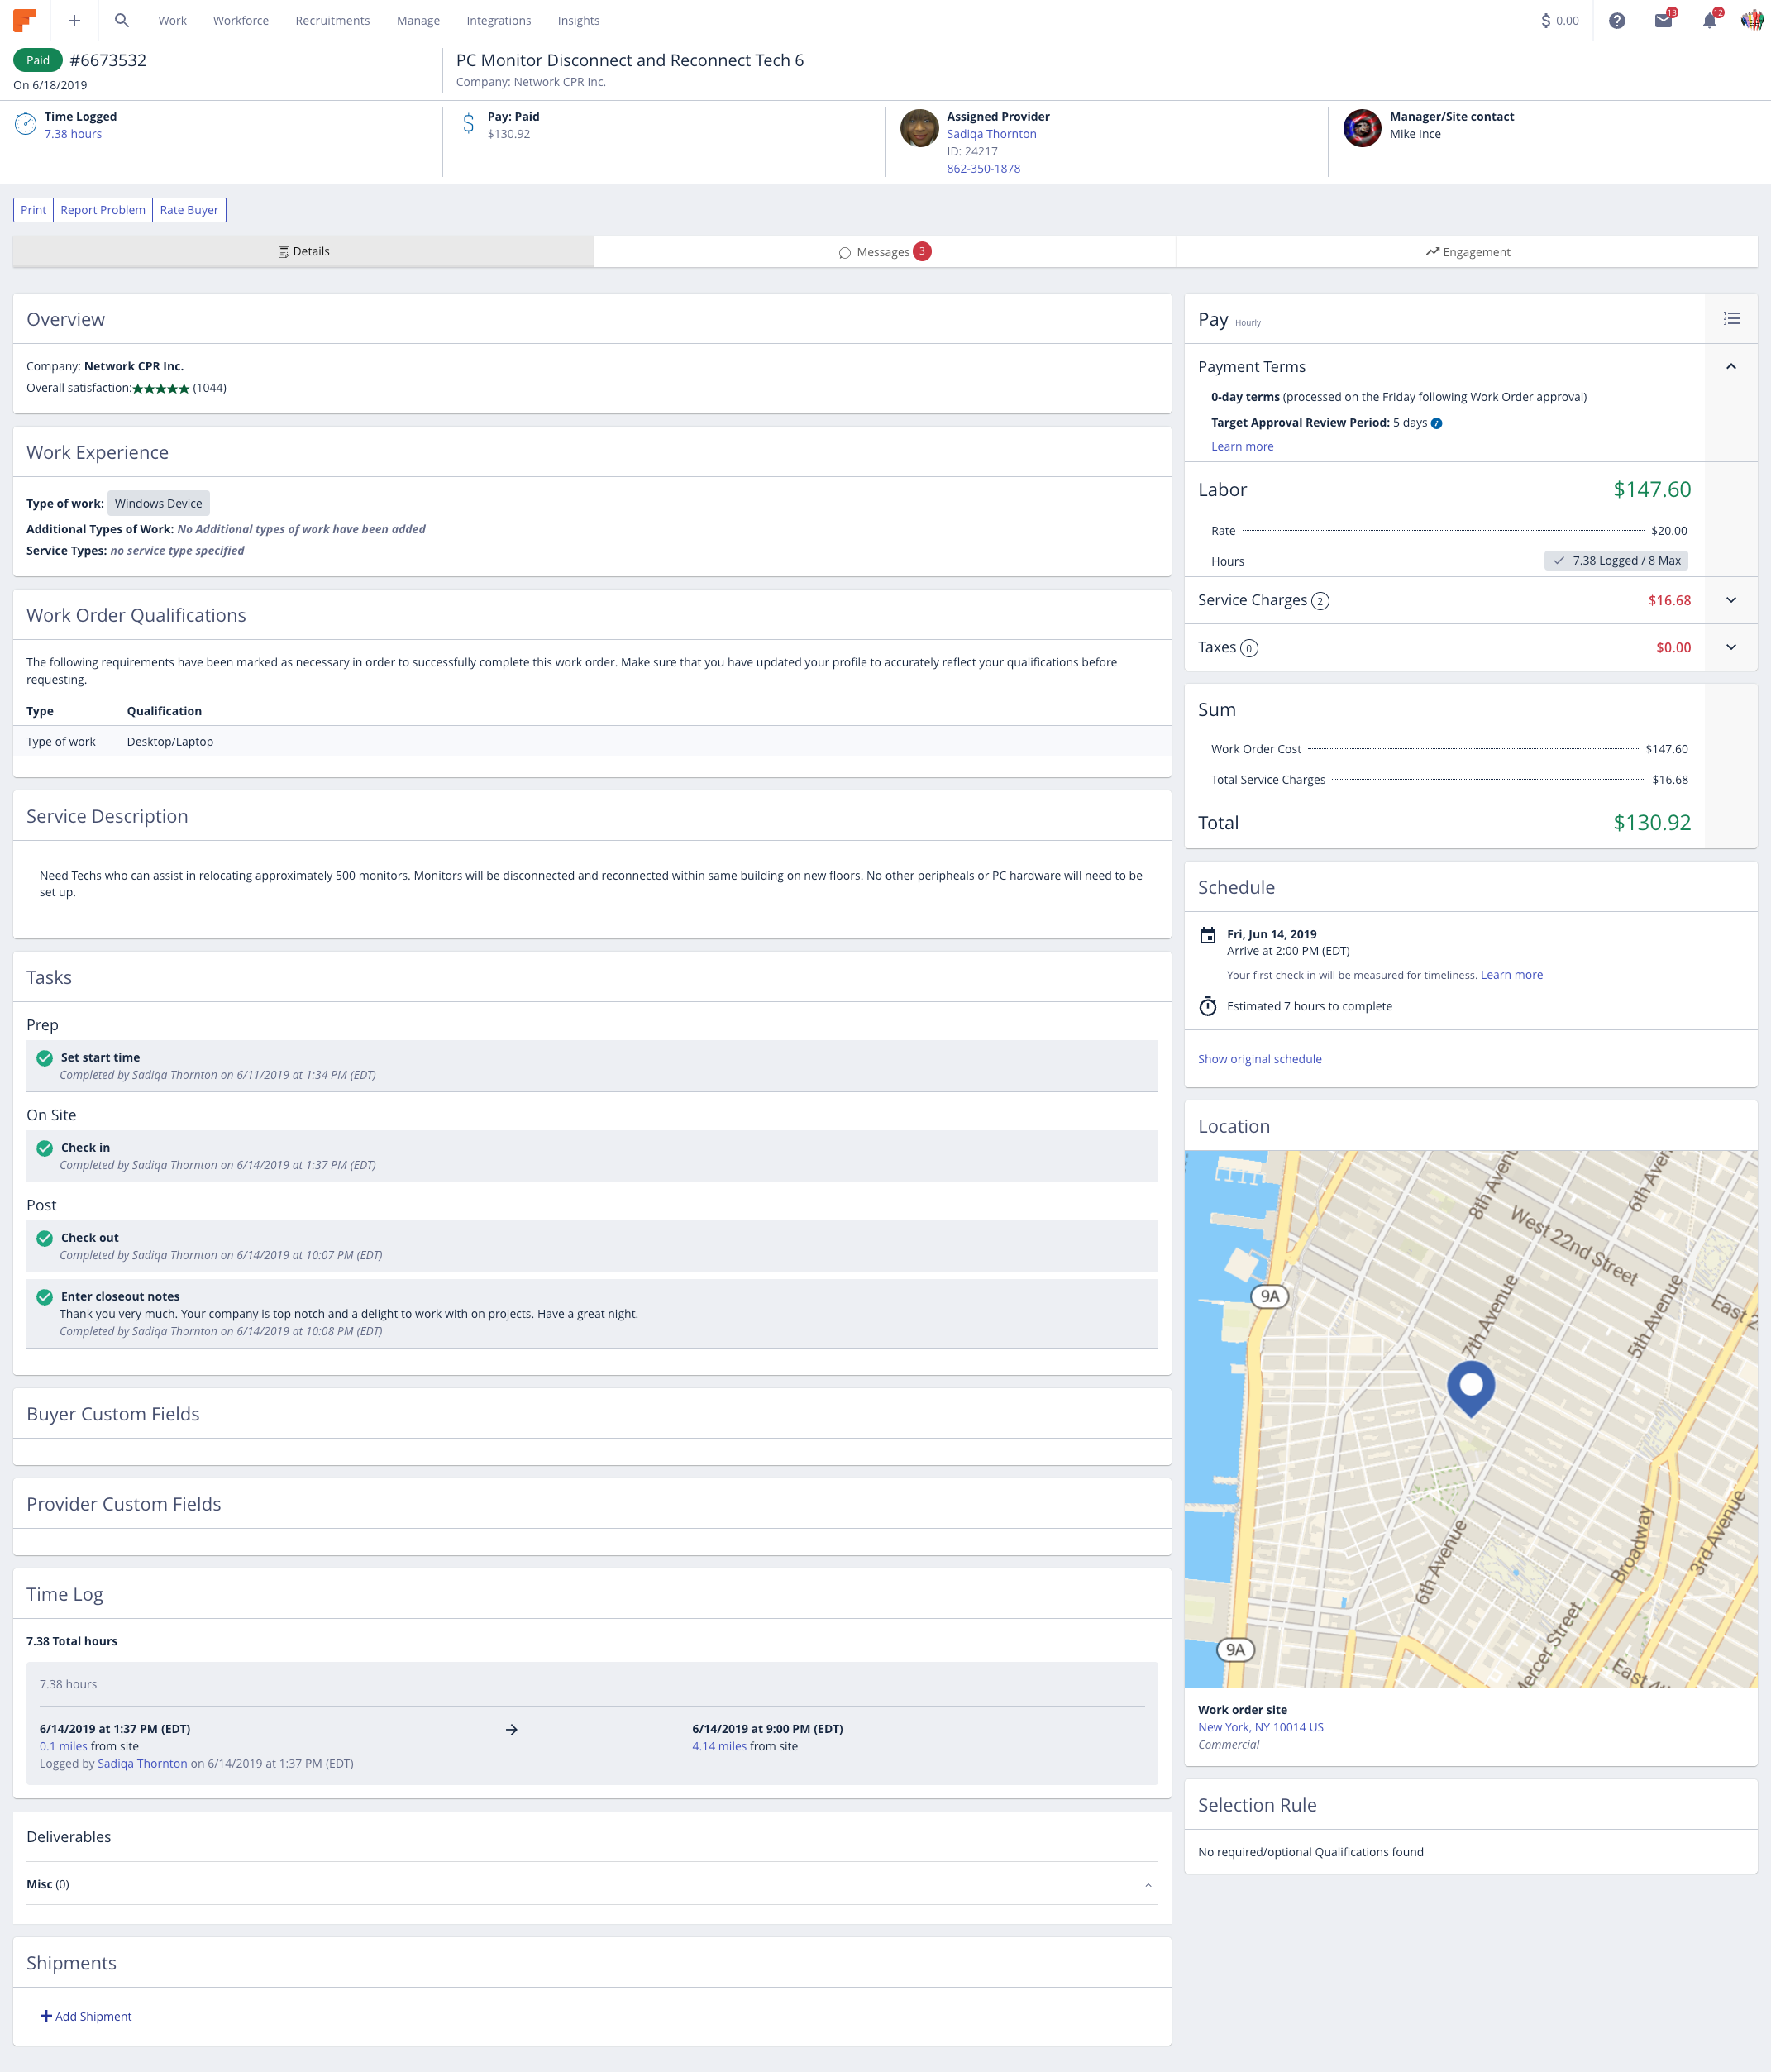 Work Workforce Recruitments Manage Integrations Insights $ 0.00 13 12
Paid #6673532
On 6/18/2019
PC Monitor Disconnect and Reconnect Tech 6
Company: Network CPR Inc.
Time Logged
7.38 hours
Pay: Paid
$130.92
Assigned Provider
Sadiqa Thornton
ID: 24217
862-350-1878
Manager/Site contact
Mike Ince
Print Report Problem Rate Buyer
Details Messages 3 Engagement
Overview
Company: Network CPR Inc.
Overall satisfaction:★★★★★ (1044)
Work Experience
Type of work: Windows Device
Additional Types of Work: No Additional types of work have been added
Service Types: no service type specified
Work Order Qualifications
The following requirements have been marked as necessary in order to successfully complete this work order. Make sure that you have updated your profile to accurately reflect your qualifications before
requesting.
Type Qualification
Type of work Desktop/Laptop
Service Description
Need Techs who can assist in relocating approximately 500 monitors. Monitors will be disconnected and reconnected within same building on new floors. No other peripheals or PC hardware will need to be
set up.
Tasks
Prep
Set start time
Completed by Sadiqa Thornton on 6/11/2019 at 1:34 PM (EDT)
On Site
Check in
Completed by Sadiqa Thornton on 6/14/2019 at 1:37 PM (EDT)
Post
Check out
Completed by Sadiqa Thornton on 6/14/2019 at 10:07 PM (EDT)
Enter closeout notes
Thank you very much. Your company is top notch and a delight to work with on projects. Have a great night.
Completed by Sadiqa Thornton on 6/14/2019 at 10:08 PM (EDT)
Buyer Custom Fields
Provider Custom Fields
Time Log
7.38 Total hours
7.38 hours
6/14/2019 at 1:37 PM (EDT) → 6/14/2019 at 9:00 PM (EDT)
0.1 miles from site 4.14 miles from site
Logged by Sadiqa Thornton on 6/14/2019 at 1:37 PM (EDT)
Deliverables
Misc (0)
Shipments
+ Add Shipment
Pay Hourly
Payment Terms
0-day terms (processed on the Friday following Work Order approval)
Target Approval Review Period: 5 days
Learn more
Labor $147.60
Rate $20.00
Hours 7.38 Logged / 8 Max
Service Charges 2 $16.68
Taxes 0 $0.00
Sum
Work Order Cost $147.60
Total Service Charges $16.68
Total $130.92
Schedule
Fri, Jun 14, 2019
Arrive at 2:00 PM (EDT)
Your first check in will be measured for timeliness. Learn more
Estimated 7 hours to complete
Show original schedule
Location
8th Avenu
6th Aven
West 22nd Street
9A
7th Avenue
5th Avenue
East 2
6th Avenue
Broadway
3rd Avenue
9A
Mercer Street
East 4
Work order site
New York, NY 10014 US
Commercial
Selection Rule
No required/optional Qualifications found